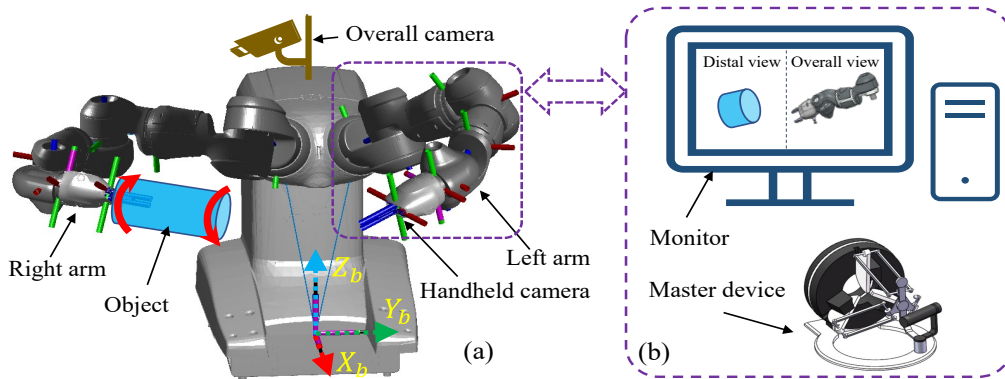 Overall camera
Distal view
Overall view
Right arm
Object
Left arm
Handheld camera
Z_b
Y_b
X_b
(a)
Monitor
Master device
(b)